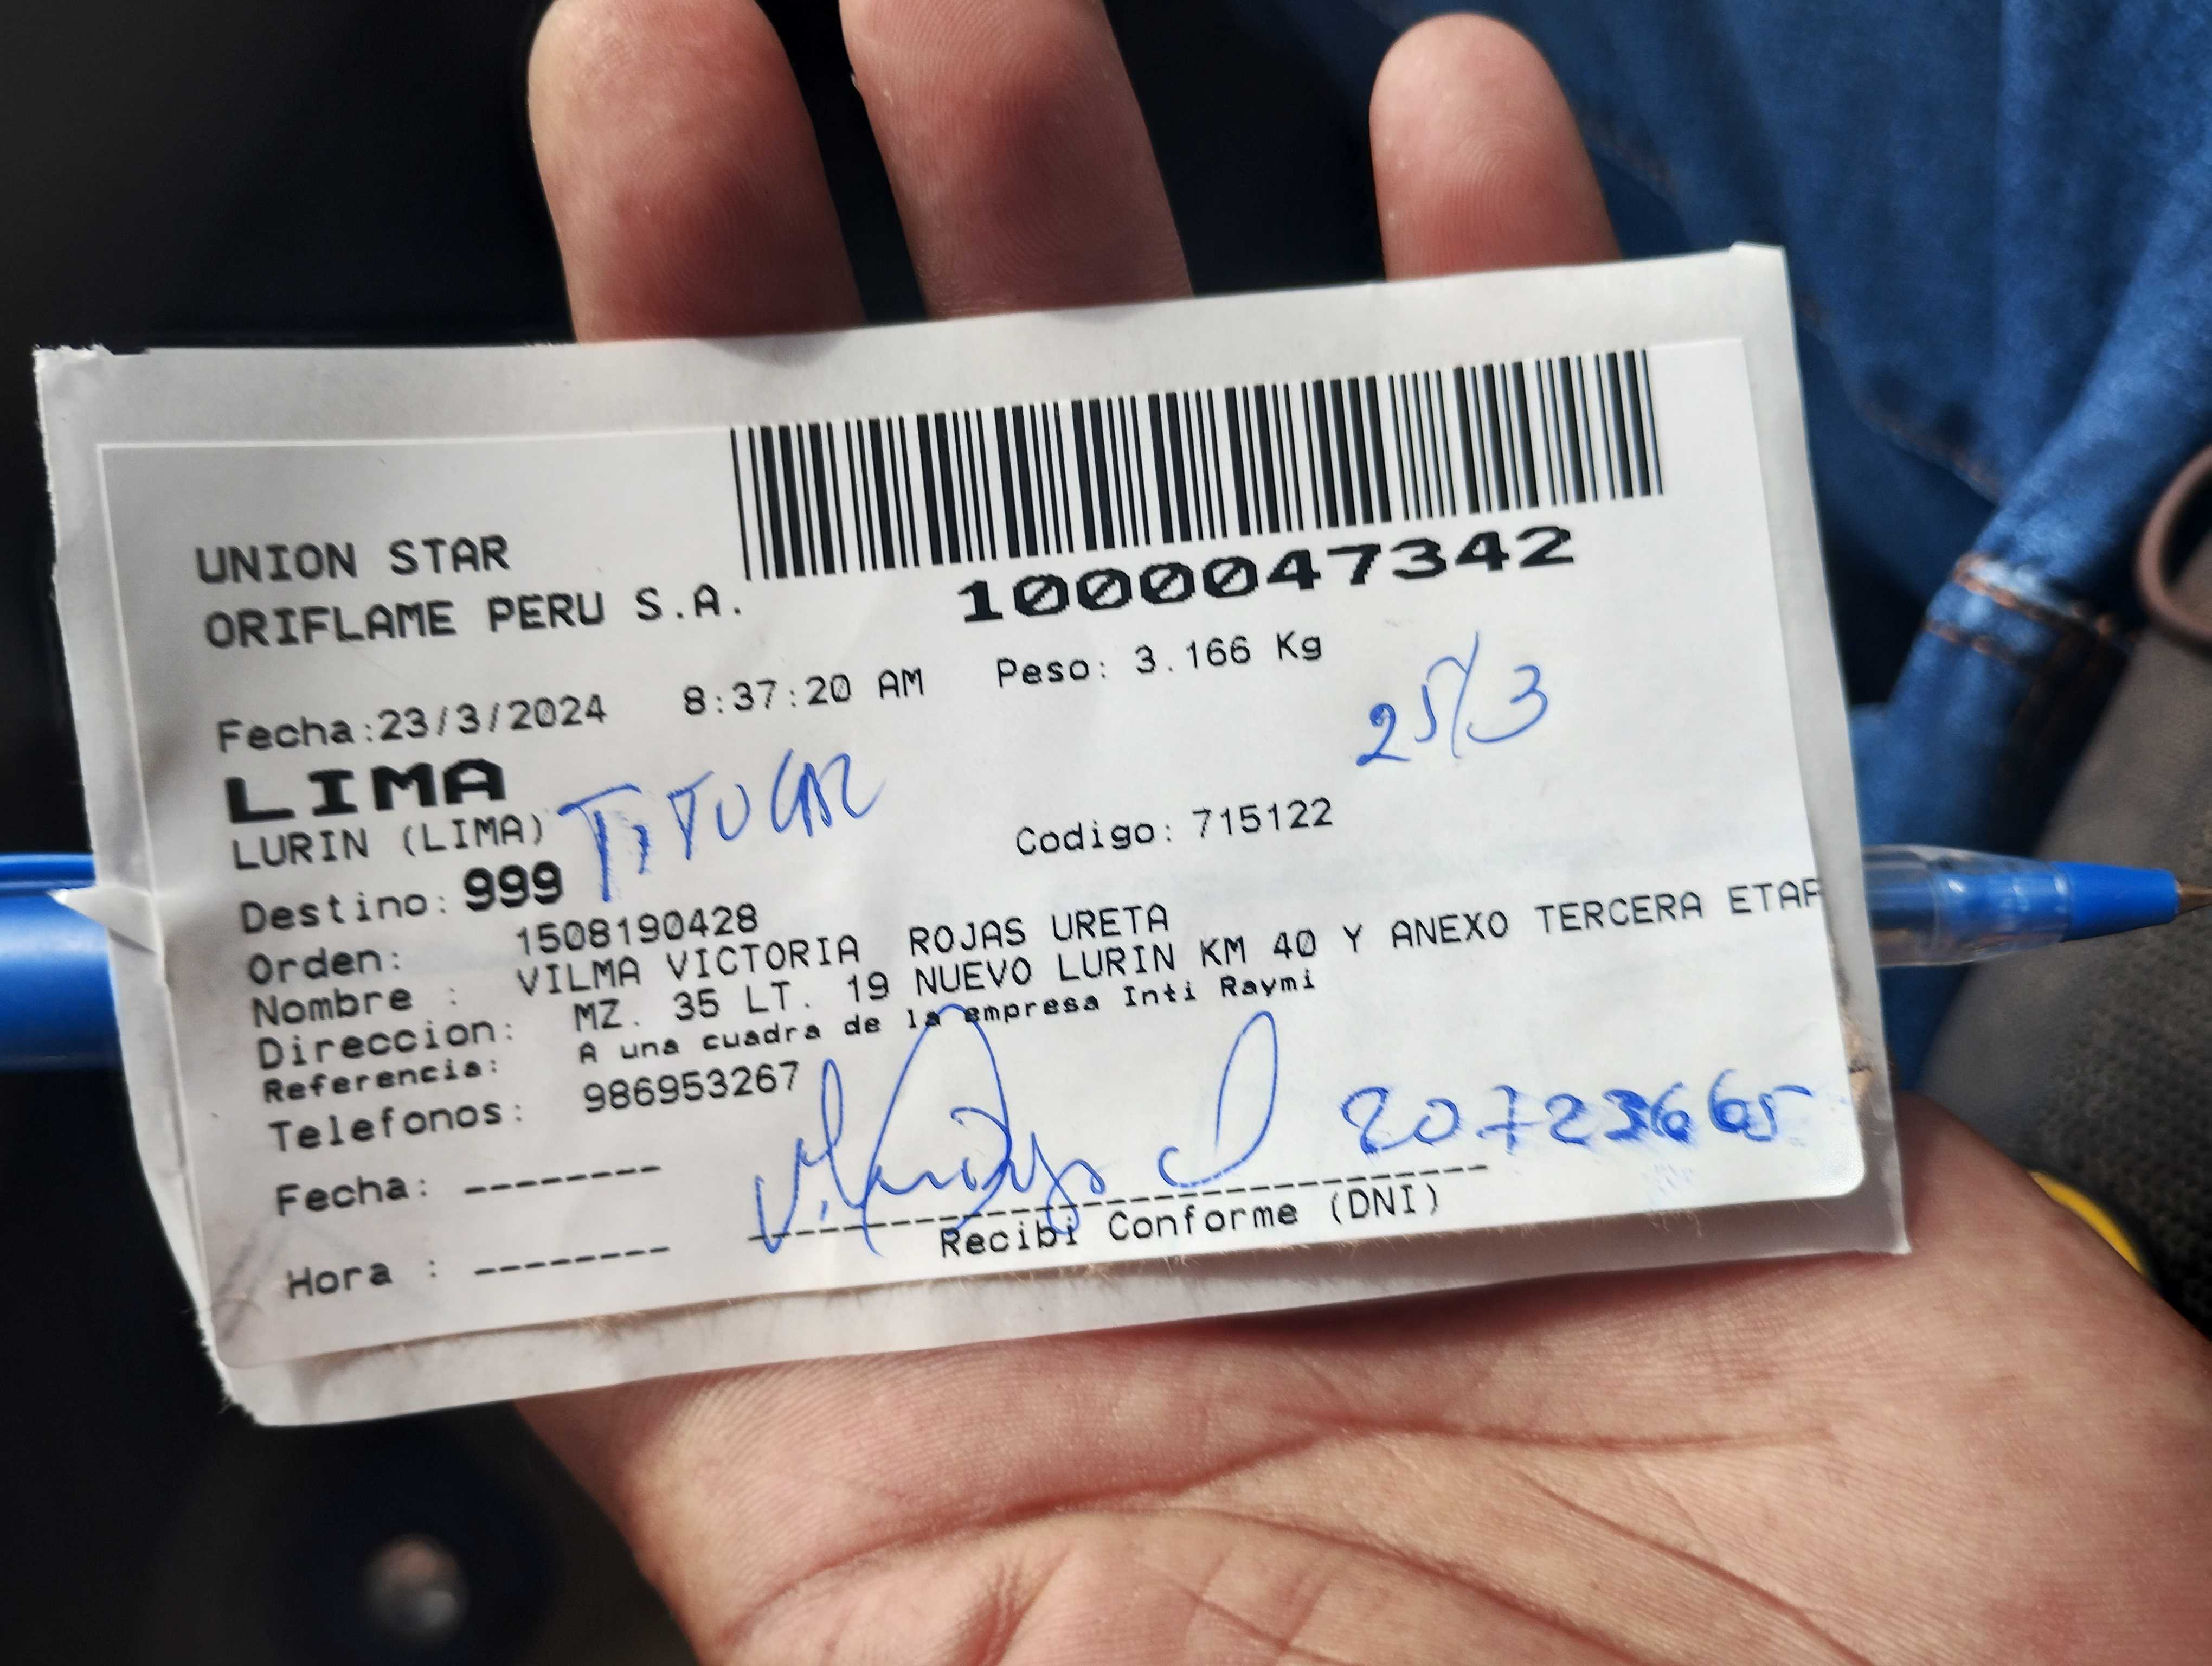 UNION STAR
ORIFLAME PERU S.A.
1000047342
Fecha:23/3/2024 8:37:20 AM Peso: 3.166 Kg
25/3
LIMA
LURIN (LIMA) TITULAR
Codigo: 715122
Destino: 999
Orden: 1508190428
Nombre : VILMA VICTORIA ROJAS URETA
Direccion: MZ. 35 LT. 19 NUEVO LURIN KM 40 Y ANEXO TERCERA ETAP
Referencia: A una cuadra de la empresa Inti Raymi
Telefonos: 986953267
Fecha: --------
Hora : --------
Recibi Conforme (DNI)